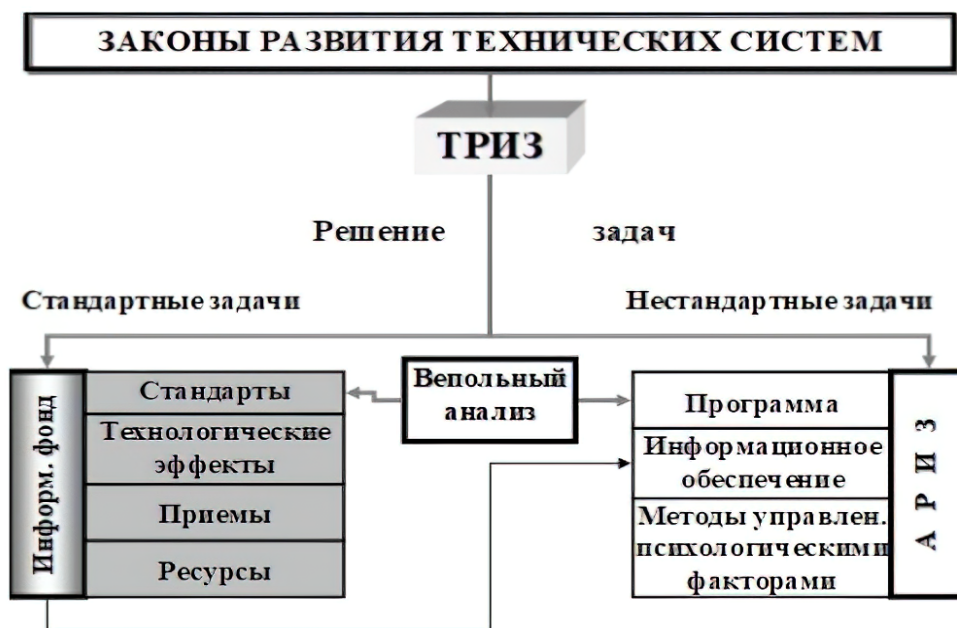 ЗАКОНЫ РАЗВИТИЯ ТЕХНИЧЕСКИХ СИСТЕМ
ТРИЗ
Решение задач
Стандартные задачи
Нестандартные задачи
Информ. фонд
Стандарты
Технологические
эффекты
Приемы
Ресурсы
Вепольный
анализ
Программа
Информационное
обеспечение
Методы управлен.
психологическими
факторами
АРИЗ